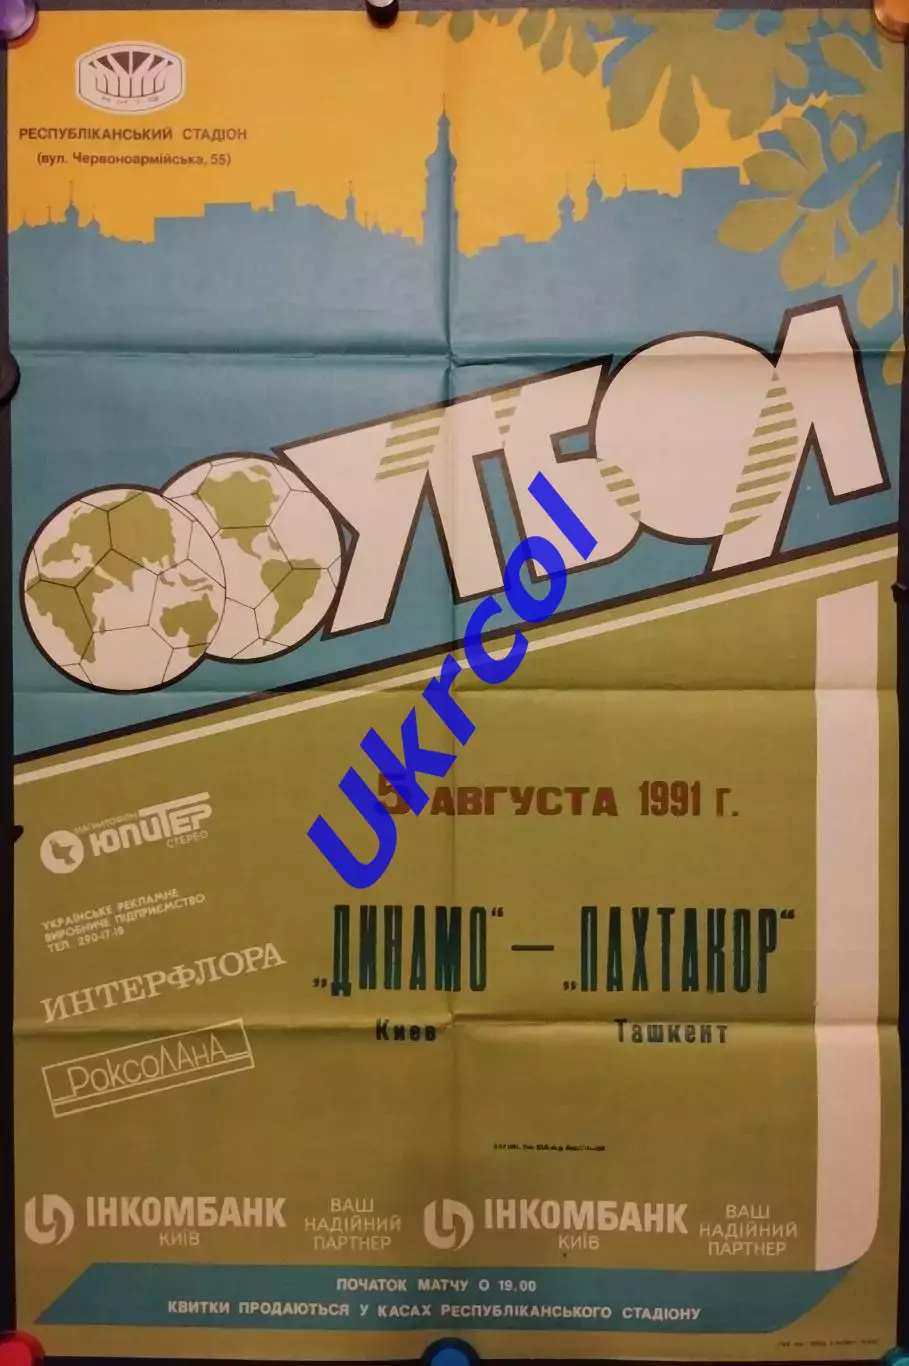 КИЇВ
РЕСПУБЛІКАНСЬКИЙ СТАДІОН
(вул. Червоноармійська, 55)
ФУТБОЛ
Ukrcol
5 АВГУСТА 1991 г.
МАГНИТОФОН
ЮПИТЕР
СТЕРЕО
УКРАЇНСЬКЕ РЕКЛАМНЕ
ВИРОБНИЧЕ ПІДПРИЄМСТВО
ТЕЛ 290-17-18
ИНТЕРФЛОРА
РОКСОЛАНА
„ДИНАМО“ — „ПАХТАКОР“
Киев Ташкент
ІНКОМБАНК
КИЇВ
ВАШ
НАДІЙНИЙ
ПАРТНЕР
ІНКОМБАНК
КИЇВ
ВАШ
НАДІЙНИЙ
ПАРТНЕР
ПОЧАТОК МАТЧУ О 19.00
КВИТКИ ПРОДАЮТЬСЯ У КАСАХ РЕСПУБЛІКАНСЬКОГО СТАДІОНУ